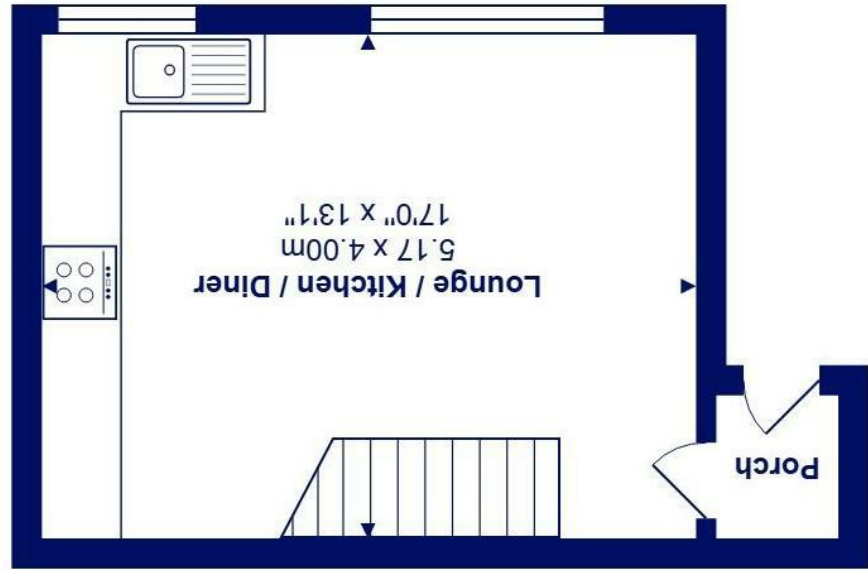 Porch
Lounge / Kitchen / Diner
5.17 x 4.00m
17'0" x 13'1"